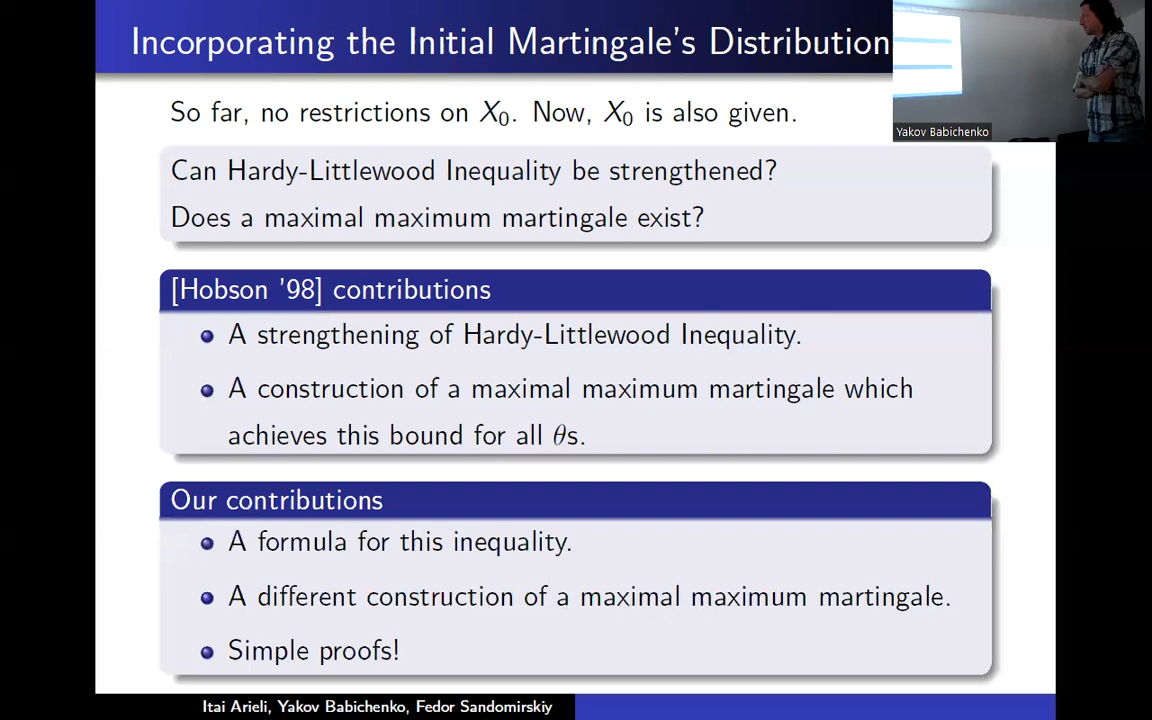 Incorporating the Initial Martingale's Distribution
Yakov Babichenko
So far, no restrictions on X₀. Now, X₀ is also given.
Can Hardy-Littlewood Inequality be strengthened?
Does a maximal maximum martingale exist?
[Hobson '98] contributions
A strengthening of Hardy-Littlewood Inequality.
A construction of a maximal maximum martingale which
achieves this bound for all θs.
Our contributions
A formula for this inequality.
A different construction of a maximal maximum martingale.
Simple proofs!
Itai Arieli, Yakov Babichenko, Fedor Sandomirskiy